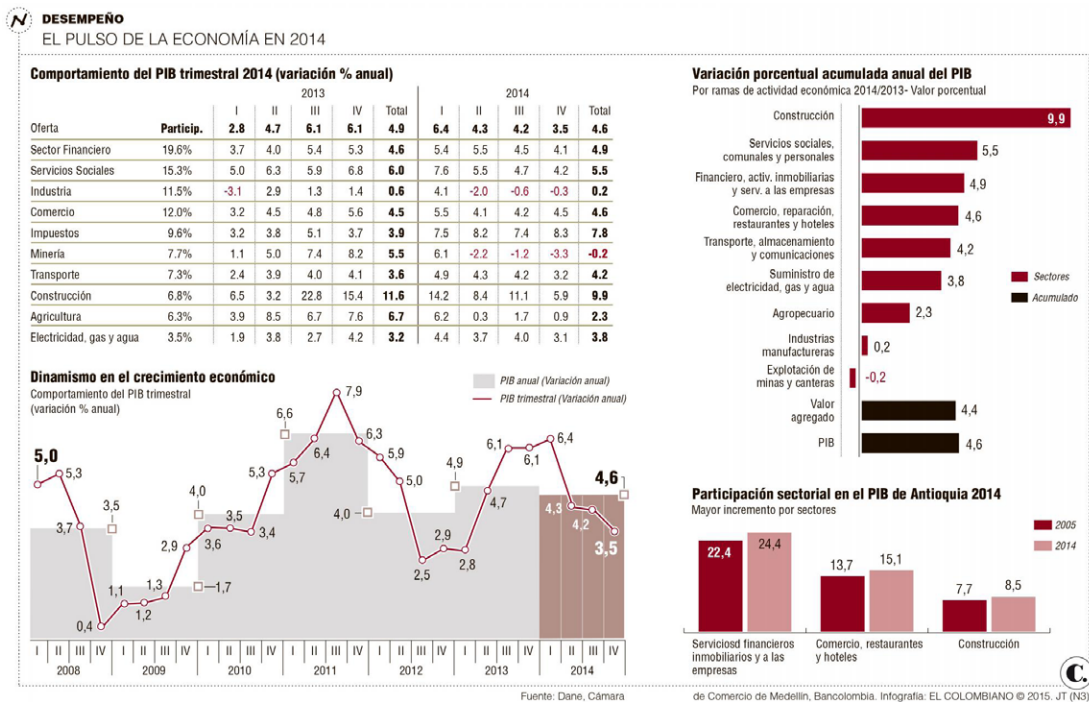 DESEMPEÑO
EL PULSO DE LA ECONOMÍA EN 2014
Comportamiento del PIB trimestral 2014 (variación % anual)
2013 2014
I II III IV Total I II III IV Total
Oferta Particip. 2.8 4.7 6.1 6.1 4.9 6.4 4.3 4.2 3.5 4.6
Sector Financiero 19.6% 3.7 4.0 5.4 5.3 4.6 5.4 5.5 4.5 4.1 4.9
Servicios Sociales 15.3% 5.0 6.3 5.9 6.8 6.0 7.6 5.5 4.7 4.2 5.5
Industria 11.5% -3.1 2.9 1.3 1.4 0.6 4.1 -2.0 -0.6 -0.3 0.2
Comercio 12.0% 3.2 4.5 4.8 5.6 4.5 5.5 4.1 4.2 4.5 4.6
Impuestos 9.6% 3.2 3.8 5.1 3.7 3.9 7.5 8.2 7.4 8.3 7.8
Minería 7.7% 1.1 5.0 7.4 8.2 5.5 6.1 -2.2 -1.2 -3.3 -0.2
Transporte 7.3% 2.4 3.9 4.0 4.1 3.6 4.9 4.3 4.2 3.2 4.2
Construcción 6.8% 6.5 3.2 22.8 15.4 11.6 14.2 8.4 11.1 5.9 9.9
Agricultura 6.3% 3.9 8.5 6.7 7.6 6.7 6.2 0.3 1.7 0.9 2.3
Electricidad, gas y agua 3.5% 1.9 3.8 2.7 4.2 3.2 4.4 3.7 4.0 3.1 3.8
Dinamismo en el crecimiento económico
Comportamiento del PIB trimestral
(variación % anual)
PIB anual (Variación anual)
PIB trimestral (Variación anual)
5,0
5,3
3,7
0,4
3,5
1,1
1,2
1,3
2,9
1,7
4,0
3,6
3,5
3,4
5,3
6,6
5,7
6,4
7,9
6,3
4,0
5,9
5,0
2,5
2,9
4,9
2,8
4,7
6,1
6,1
6,4
4,3
4,2
3,5
4,6
I II III IV I II III IV I II III IV I II III IV I II III IV I II III IV I II III IV
2008 2009 2010 2011 2012 2013 2014
Variación porcentual acumulada anual del PIB
Por ramas de actividad económica 2014/2013- Valor porcentual
Construcción 9,9
Servicios sociales,
comunales y personales 5,5
Financiero, activ. inmobiliarias
y serv. a las empresas 4,9
Comercio, reparación,
restaurantes y hoteles 4,6
Transporte, almacenamiento
y comunicaciones 4,2
Suministro de
electricidad, gas y agua 3,8
Agropecuario 2,3
Industrias
manufactureras 0,2
Explotación de
minas y canteras -0,2
Valor
agregado 4,4
PIB 4,6
Sectores
Acumulado
Participación sectorial en el PIB de Antioquia 2014
Mayor incremento por sectores
2005
2014
22,4 24,4
13,7 15,1
7,7 8,5
Serviciosd financieros
inmobiliarios y a las
empresas
Comercio, restaurantes
y hoteles
Construcción
C.
Fuente: Dane, Cámara de Comercio de Medellín, Bancolombia. Infografía: EL COLOMBIANO © 2015. JT (N3)